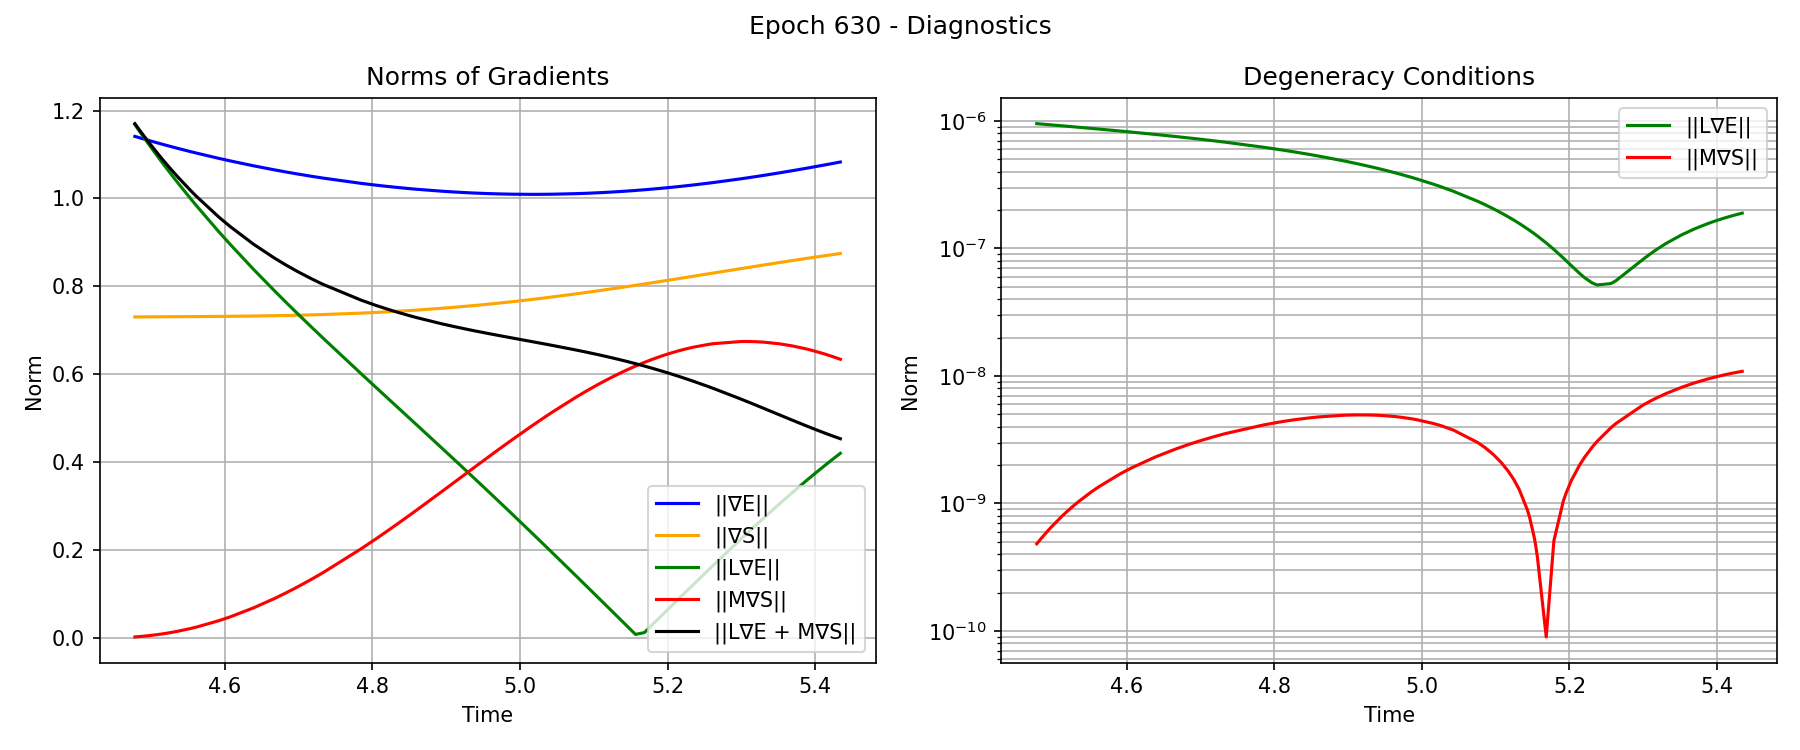 Epoch 630 - Diagnostics
Norms of Gradients
Norm
1.2
1.0
0.8
0.6
0.4
0.2
0.0
4.6 4.8 5.0 5.2 5.4
Time
||∇E||
||∇S||
||L∇E||
||M∇S||
||L∇E + M∇S||
Degeneracy Conditions
Norm
10⁻⁶
10⁻⁷
10⁻⁸
10⁻⁹
10⁻¹⁰
4.6 4.8 5.0 5.2 5.4
Time
||L∇E||
||M∇S||